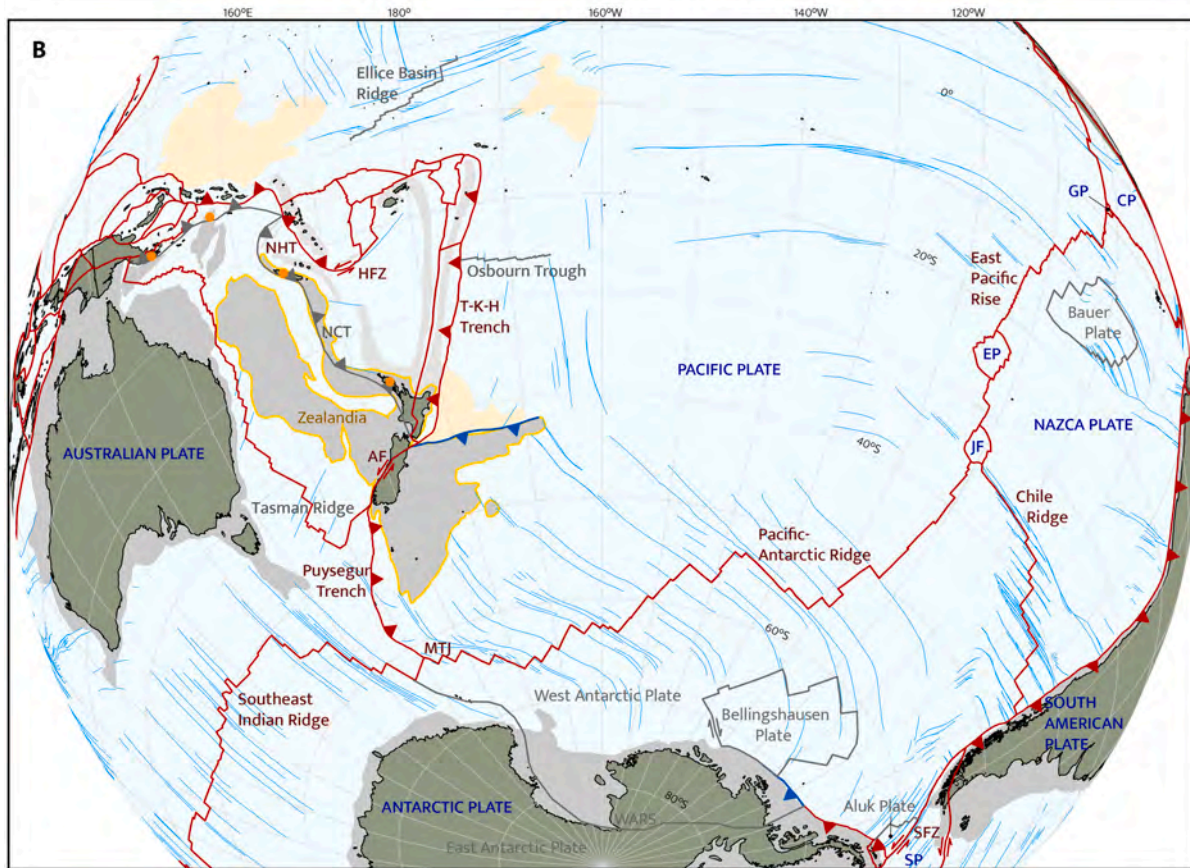 160°E
180°
160°W
140°W
120°W
B
Ellice Basin
Ridge
0°
GP
CP
NHT
HFZ
Osbourn Trough
20°S
East
Pacific
Rise
T-K-H
Trench
NCT
Bauer
Plate
EP
PACIFIC PLATE
Zealandia
NAZCA PLATE
40°S
JF
AUSTRALIAN PLATE
AF
Tasman Ridge
Chile
Ridge
Pacific-
Antarctic Ridge
Puysegur
Trench
60°S
MTJ
Southeast
Indian Ridge
West Antarctic Plate
Bellingshausen
Plate
SOUTH
AMERICAN
PLATE
80°S
ANTARCTIC PLATE
Aluk Plate
WARS
SFZ
East Antarctic Plate
SP